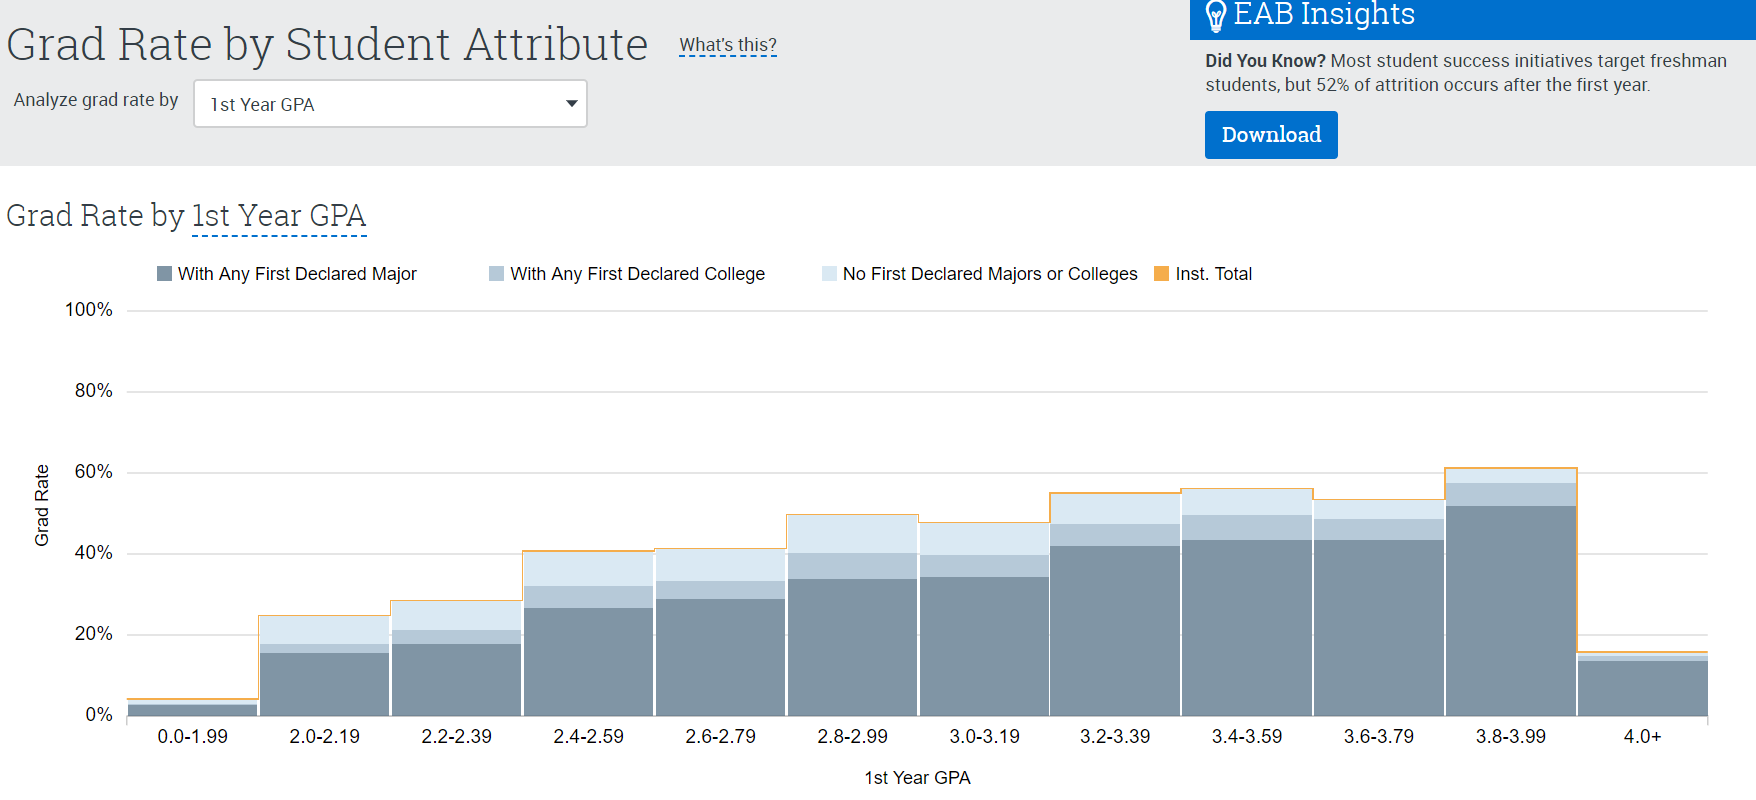 EAB Insights
Grad Rate by Student Attribute What's this?
Did You Know? Most student success initiatives target freshman
students, but 52% of attrition occurs after the first year.
Analyze grad rate by 1st Year GPA
Download
Grad Rate by 1st Year GPA
With Any First Declared Major With Any First Declared College No First Declared Majors or Colleges Inst. Total
100%
80%
60%
40%
20%
0%
Grad Rate
0.0-1.99 2.0-2.19 2.2-2.39 2.4-2.59 2.6-2.79 2.8-2.99 3.0-3.19 3.2-3.39 3.4-3.59 3.6-3.79 3.8-3.99 4.0+
1st Year GPA